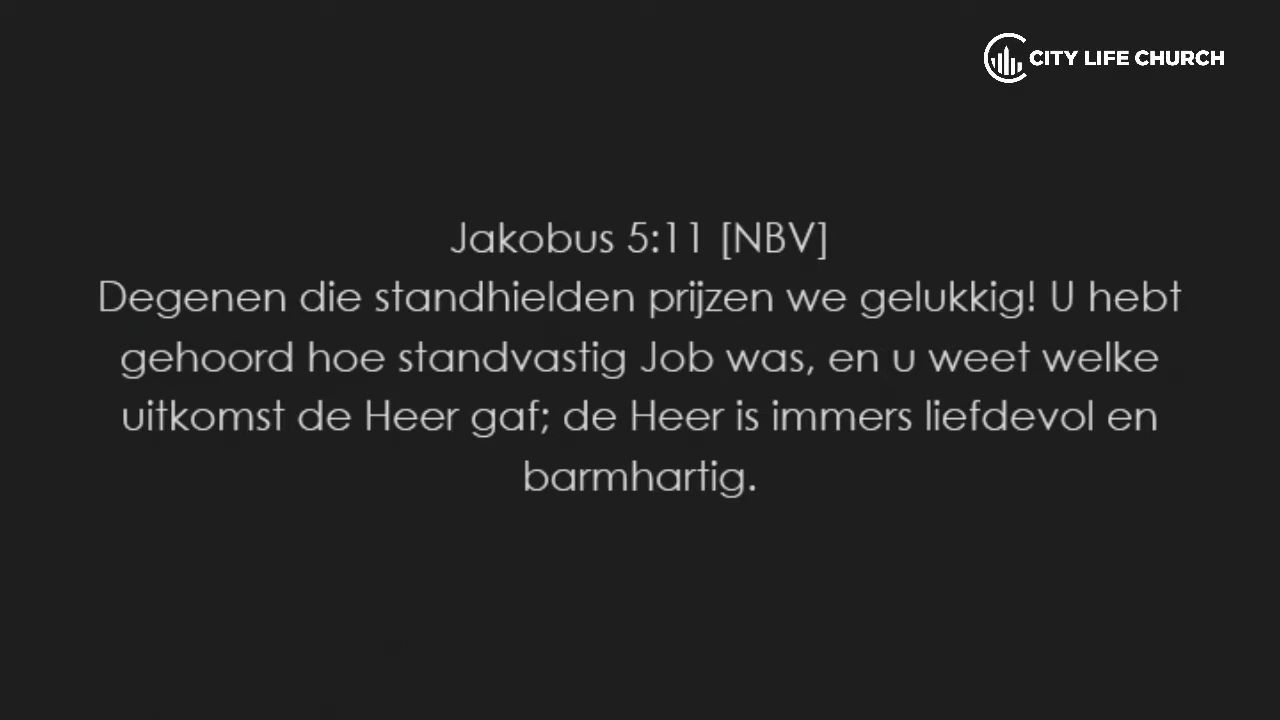 CITY LIFE CHURCH
Jakobus 5:11 [NBV]
Degenen die standhielden prijzen we gelukkig! U hebt
gehoord hoe standvastig Job was, en u weet welke
uitkomst de Heer gaf; de Heer is immers liefdevol en
barmhartig.